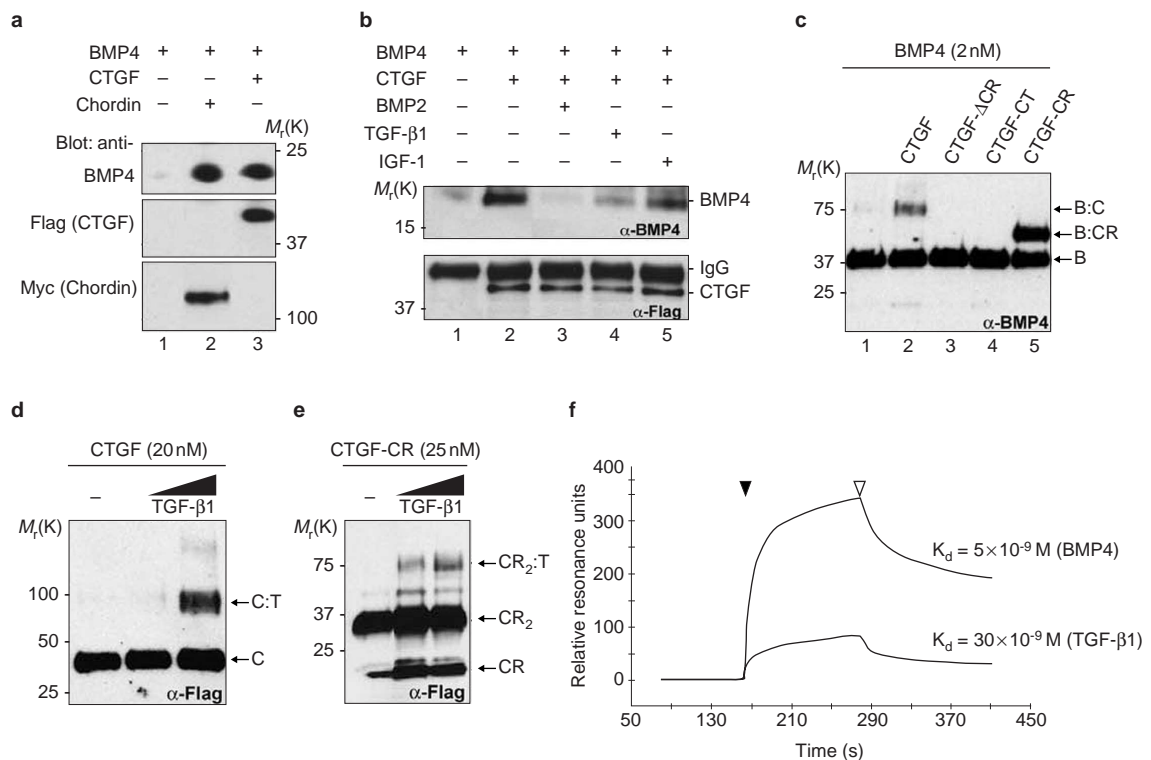 a
BMP4 + + +
CTGF – – +
Chordin – + –
Blot: anti-
Mr(K)
25
BMP4
Flag (CTGF)
37
Myc (Chordin)
100
1 2 3
b
BMP4 + + + + +
CTGF – + + + +
BMP2 – – + – –
TGF-β1 – – – + –
IGF-1 – – – – +
Mr(K)
BMP4
15
α-BMP4
IgG
CTGF
37
α-Flag
1 2 3 4 5
c
BMP4 (2 nM)
CTGF
CTGF-ΔCR
CTGF-CT
CTGF-CR
Mr(K)
75
B:C
B:CR
37
B
25
α-BMP4
1 2 3 4 5
d
CTGF (20 nM)
–
TGF-β1
Mr(K)
100
C:T
50
C
25
α-Flag
e
CTGF-CR (25 nM)
–
TGF-β1
Mr(K)
75
CR2:T
37
CR2
25
CR
α-Flag
f
Relative resonance units
400
300
200
100
0
Kd = 5×10-9 M (BMP4)
Kd = 30×10-9 M (TGF-β1)
50 130 210 290 370 450
Time (s)